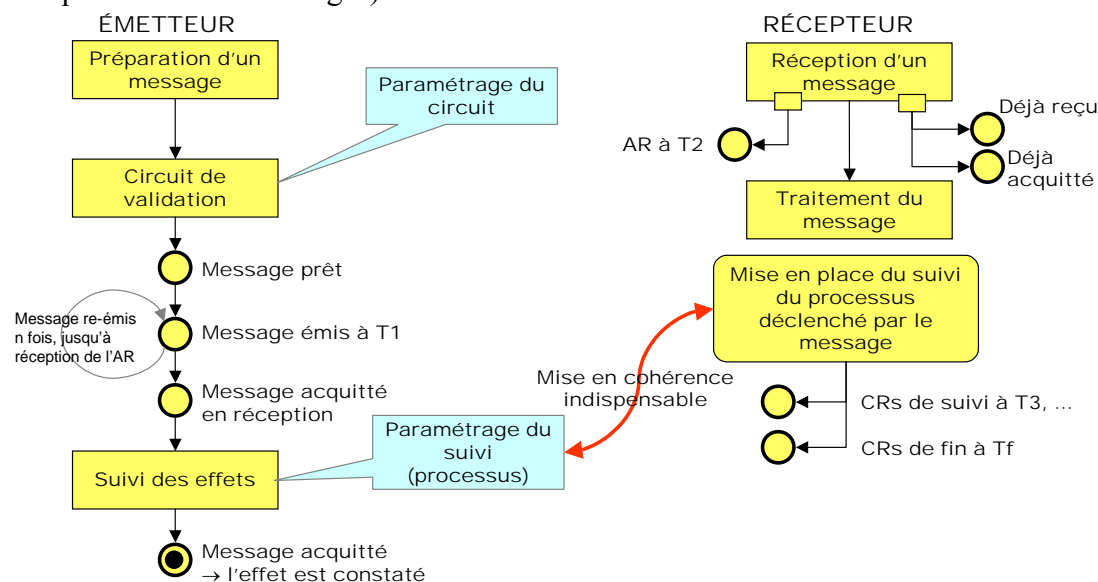 ÉMETTEUR
Préparation d'un
message
Paramétrage du
circuit
Circuit de
validation
Message prêt
Message re-émis
n fois, jusqu'à
réception de l'AR
Message émis à T1
Message acquitté
en réception
Paramétrage du
suivi
(processus)
Suivi des effets
Message acquitté
→ l'effet est constaté
Mise en cohérence
indispensable
RÉCEPTEUR
Réception d'un
message
AR à T2
Déjà reçu
Déjà
acquitté
Traitement du
message
Mise en place du suivi
du processus
déclenché par le
message
CRs de suivi à T3, ...
CRs de fin à Tf